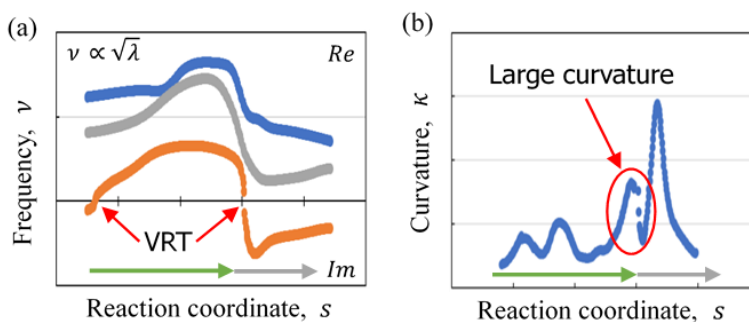 (a)
ν ∝ √λ
Re
Frequency, ν
VRT
Im
Reaction coordinate, s
(b)
Large curvature
Curvature, κ
Reaction coordinate, s